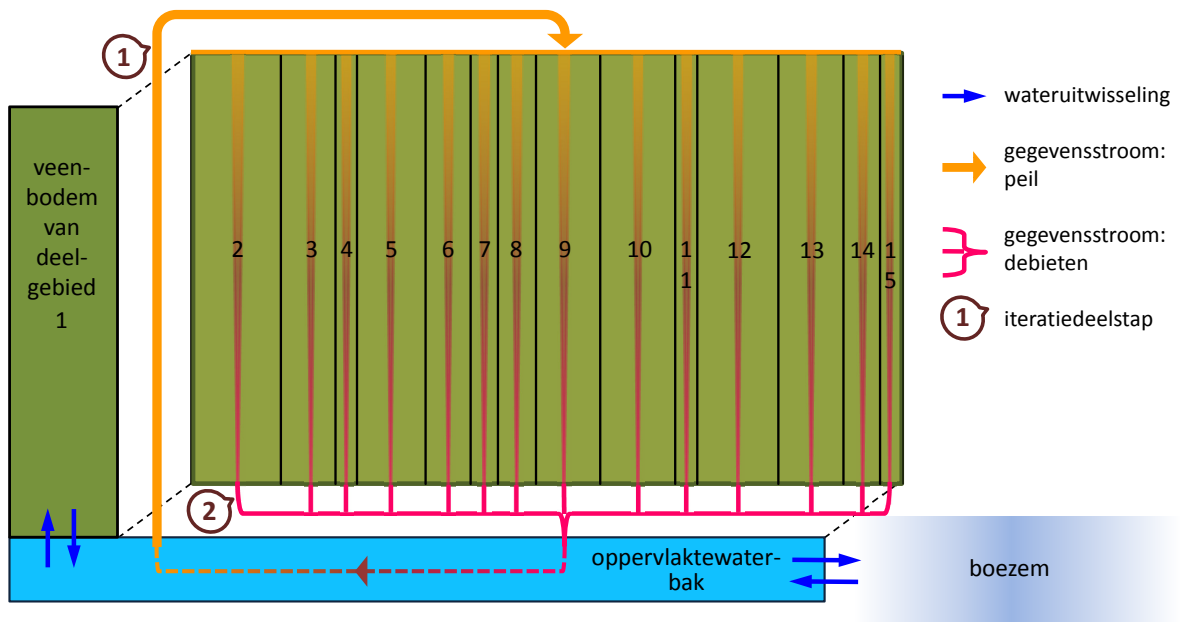 1
veen-
bodem
van
deel-
gebied
1
2 3 4 5 6 7 8 9 10 1 12 13 14 1
1 5
2
oppervlaktewater-
bak
boezem
wateruitwisseling
gegevensstroom:
peil
gegevensstroom:
debieten
1 iteratiedeelstap